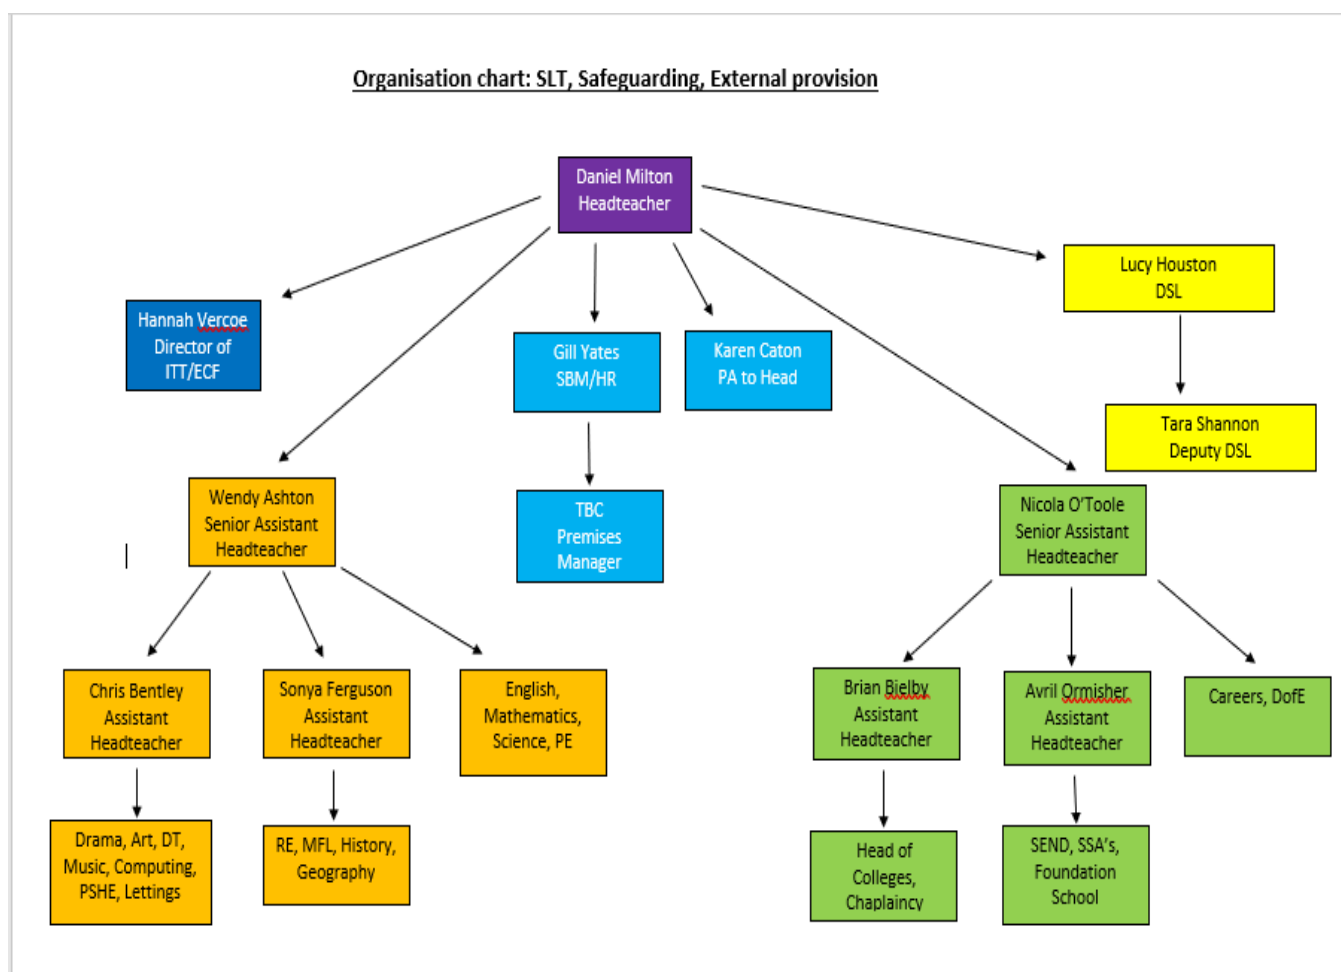 Organisation chart: SLT, Safeguarding, External provision
Daniel Milton
Headteacher
Lucy Houston
DSL
Hannah Vercoe
Director of
ITT/ECF
Gill Yates
SBM/HR
Karen Caton
PA to Head
Tara Shannon
Deputy DSL
Wendy Ashton
Senior Assistant
Headteacher
TBC
Premises
Manager
Nicola O'Toole
Senior Assistant
Headteacher
Chris Bentley
Assistant
Headteacher
Sonya Ferguson
Assistant
Headteacher
English,
Mathematics,
Science, PE
Brian Bielby
Assistant
Headteacher
Avril Ormisher
Assistant
Headteacher
Careers, DofE
Drama, Art, DT,
Music, Computing,
PSHE, Lettings
RE, MFL, History,
Geography
Head of
Colleges,
Chaplaincy
SEND, SSA's,
Foundation
School